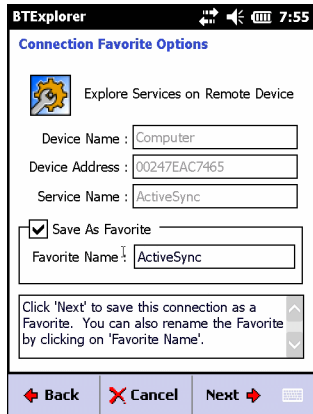 BTExplorer 7:55
Connection Favorite Options
Explore Services on Remote Device
Device Name : Computer
Device Address : 00247EAC7465
Service Name : ActiveSync
Save As Favorite
Favorite Name : ActiveSync
Click 'Next' to save this connection as a
Favorite. You can also rename the Favorite
by clicking on 'Favorite Name'.
Back Cancel Next